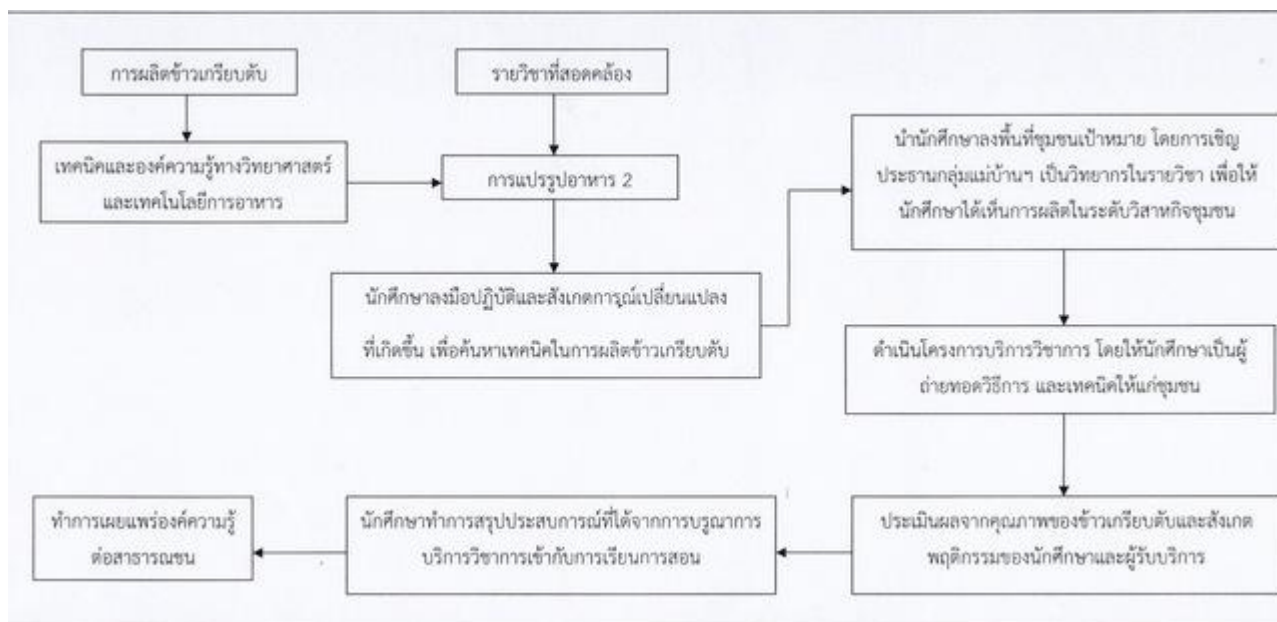 การผลิตข้าวเกรียบดับ
รายวิชาที่สอดคล้อง
เทคนิคและองค์ความรู้ทางวิทยาศาสตร์
และเทคโนโลยีการอาหาร
การแปรรูปอาหาร 2
นักศึกษาลงมือปฏิบัติและสังเกตการุณ์เปลี่ยนแปลง
ที่เกิดขึ้น เพื่อค้นหาเทคนิคในการผลิตข้าวเกรียบดับ
นำนักศึกษาลงพื้นที่ชุมชนเป้าหมาย โดยการเชิญ
ประธานกลุ่มแม่บ้านฯ เป็นวิทยากรในรายวิชา เพื่อให้
นักศึกษาได้เห็นการผลิตในระดับวิสาหกิจชุมชน
ดำเนินโครงการบริการวิชาการ โดยให้นักศึกษาเป็นผู้
ถ่ายทอดวิธีการ และเทคนิคให้แก่ชุมชน
ประเมินผลจากคุณภาพของข้าวเกรียบดับและสังเกต
พฤติกรรมของนักศึกษาและผู้รับบริการ
นักศึกษาทำการสรุปประสบการณ์ที่ได้จากการบรูณาการ
บริการวิชาการเข้ากับการเรียนการสอน
ทำการเผยแพร่องค์ความรู้
ต่อสาธารณชน